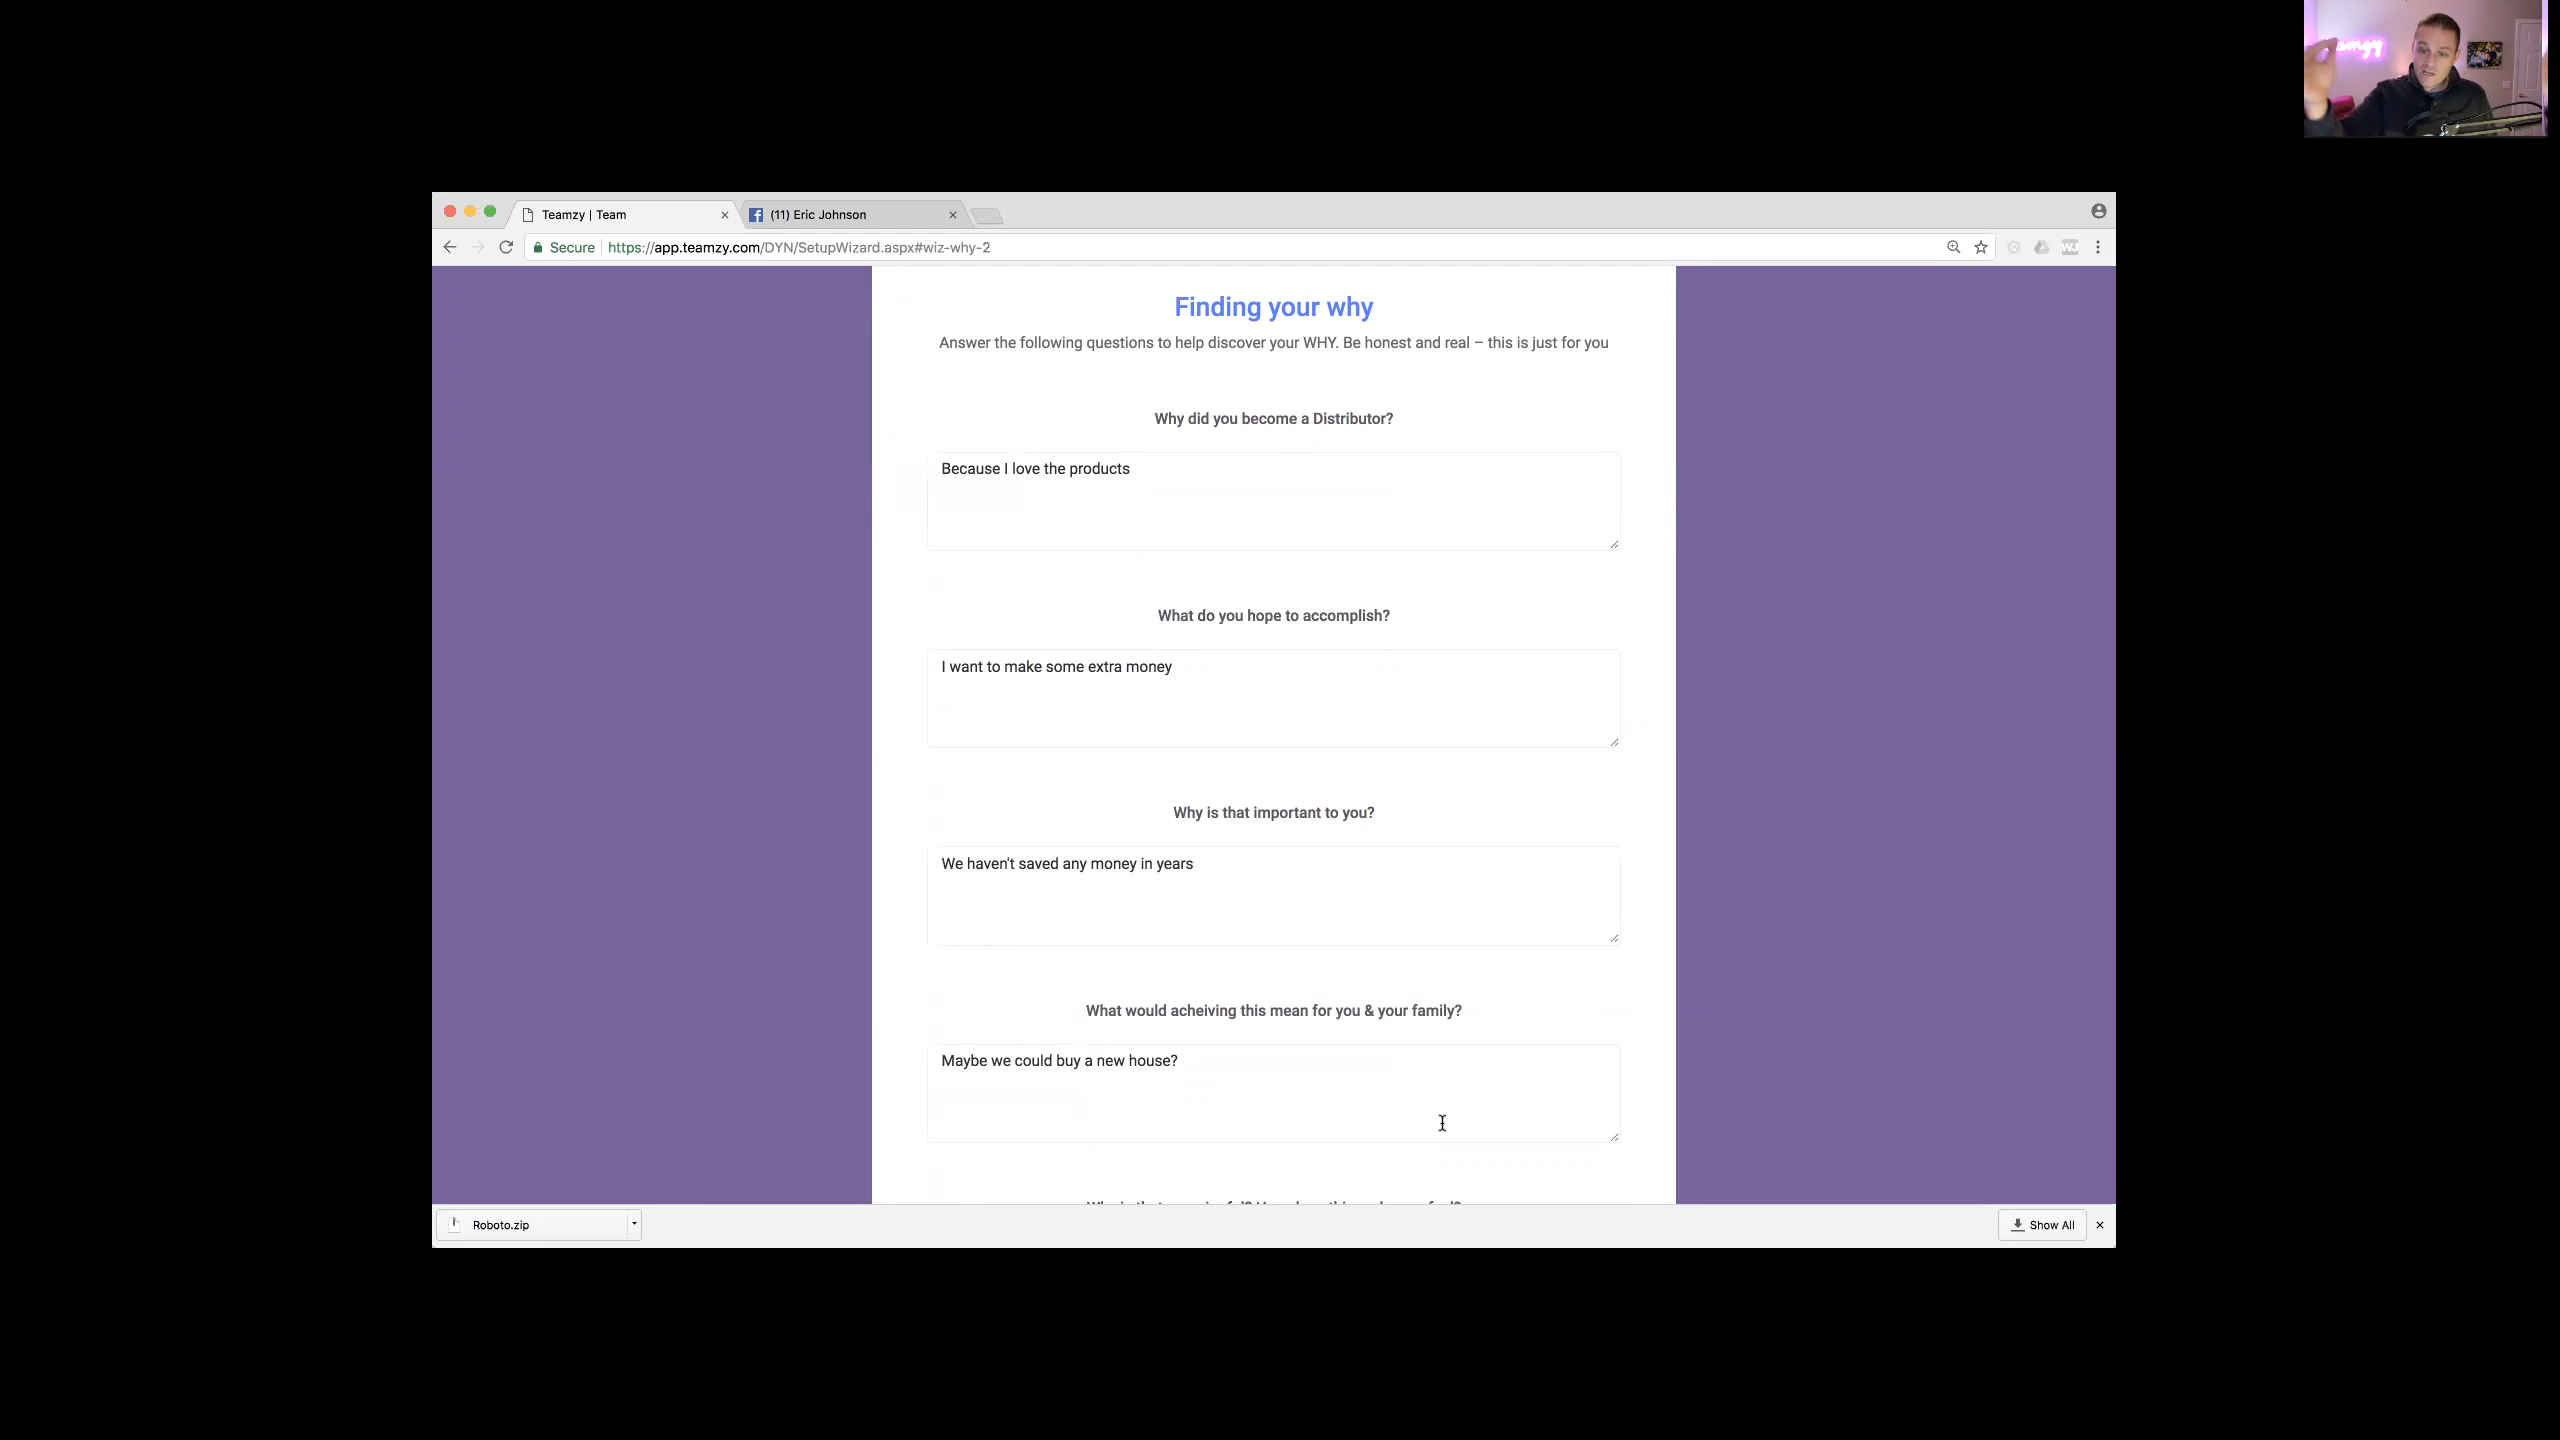 Teamzy | Team
(11) Eric Johnson
Secure
https://app.teamzy.com/DYN/SetupWizard.aspx#wiz-why-2
Finding your why
Answer the following questions to help discover your WHY. Be honest and real – this is just for you
Why did you become a Distributor?
Because I love the products
What do you hope to accomplish?
I want to make some extra money
Why is that important to you?
We haven't saved any money in years
What would acheiving this mean for you & your family?
Maybe we could buy a new house?
Roboto.zip
Show All